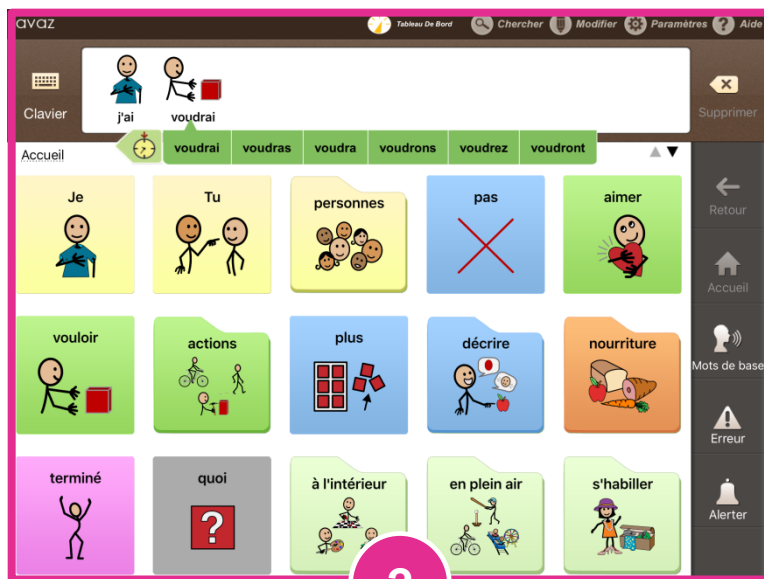 avaz
Tableau De Bord Chercher Modifier Paramètres Aide
Clavier
j'ai voudrai
Supprimer
voudrai voudras voudra voudrons voudrez voudront
Accueil
Je Tu personnes pas aimer
Retour
Accueil
vouloir actions plus décrire nourriture
Mots de base
Erreur
terminé quoi à l'intérieur en plein air s'habiller
?
Alerter